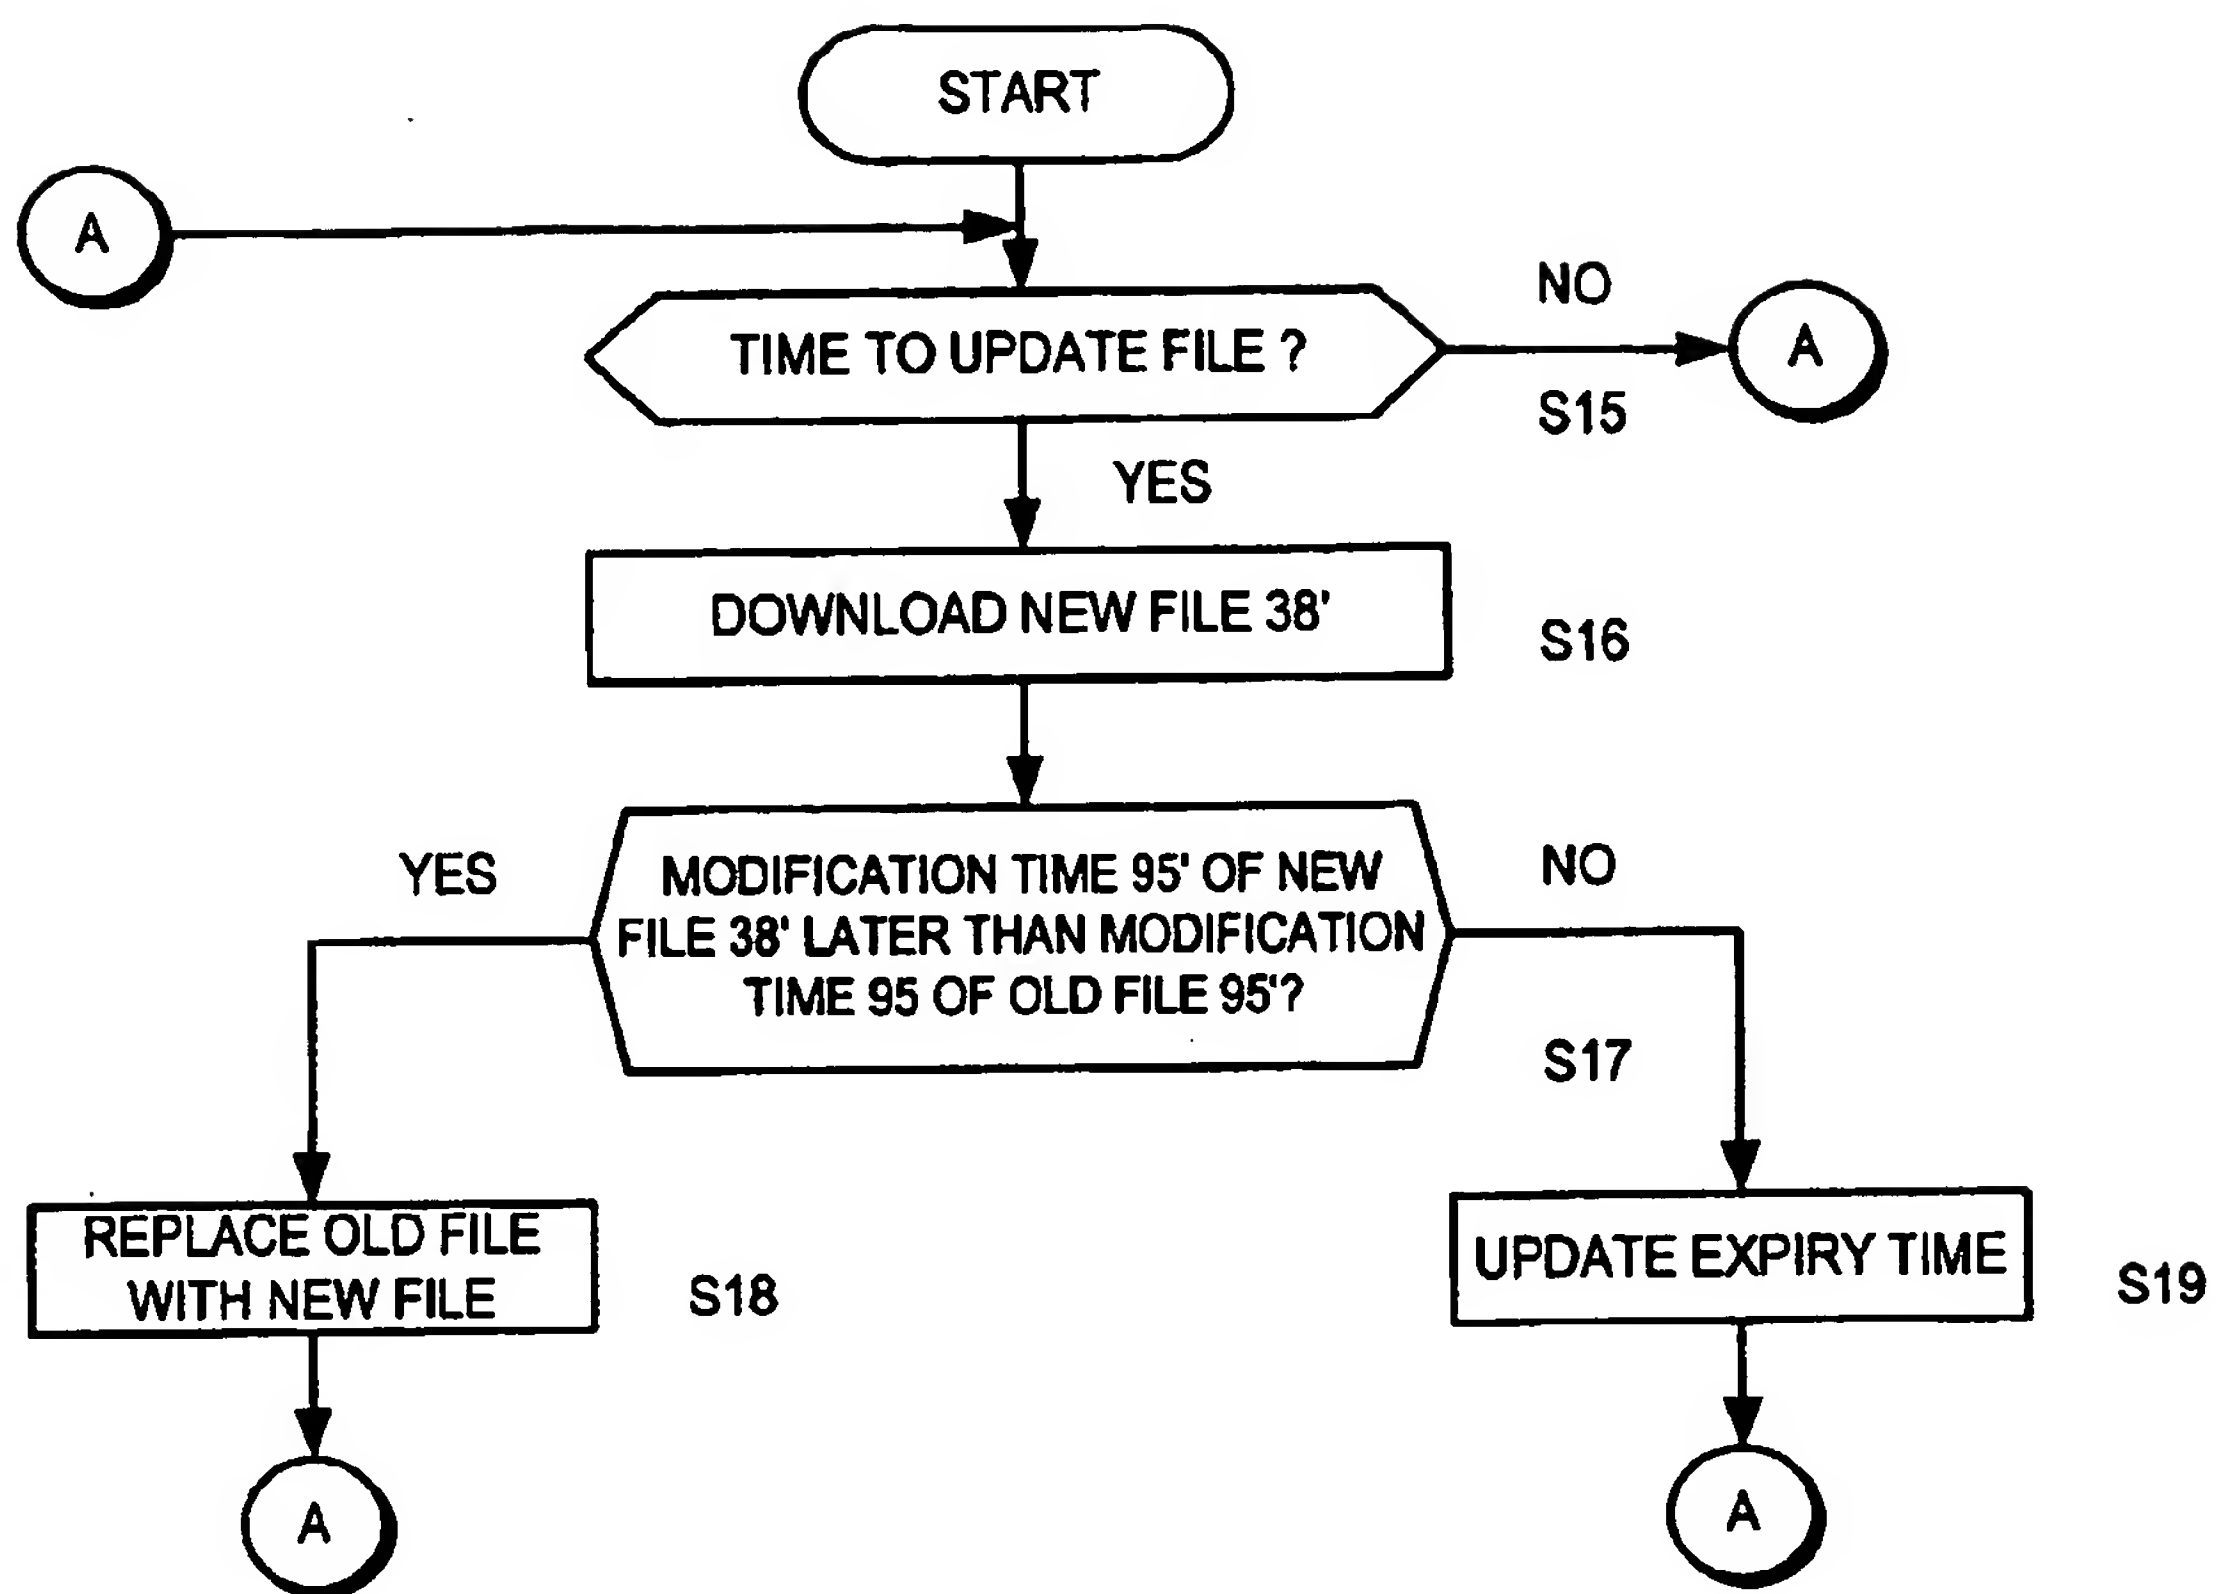 START
A
NO
TIME TO UPDATE FILE ?
A
S15
YES
DOWNLOAD NEW FILE 38'
S16
YES
MODIFICATION TIME 95' OF NEW
FILE 38' LATER THAN MODIFICATION
TIME 95 OF OLD FILE 95'?
NO
S17
REPLACE OLD FILE
WITH NEW FILE
S18
UPDATE EXPIRY TIME
S19
A
A